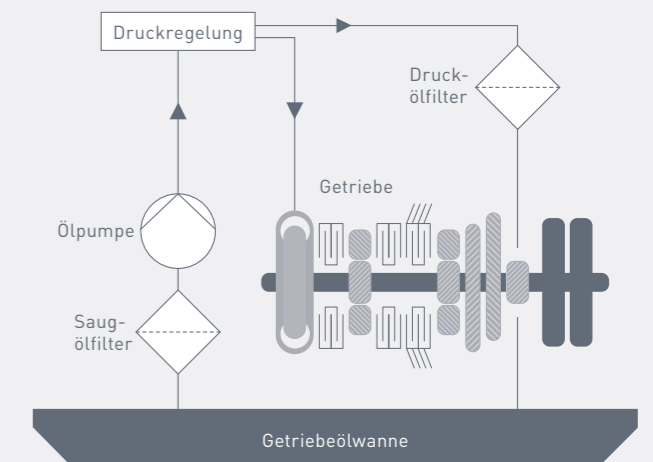 Druckregelung
Druck-
ölfilter
Getriebe
Ölpumpe
Saug-
ölfilter
Getriebeölwanne